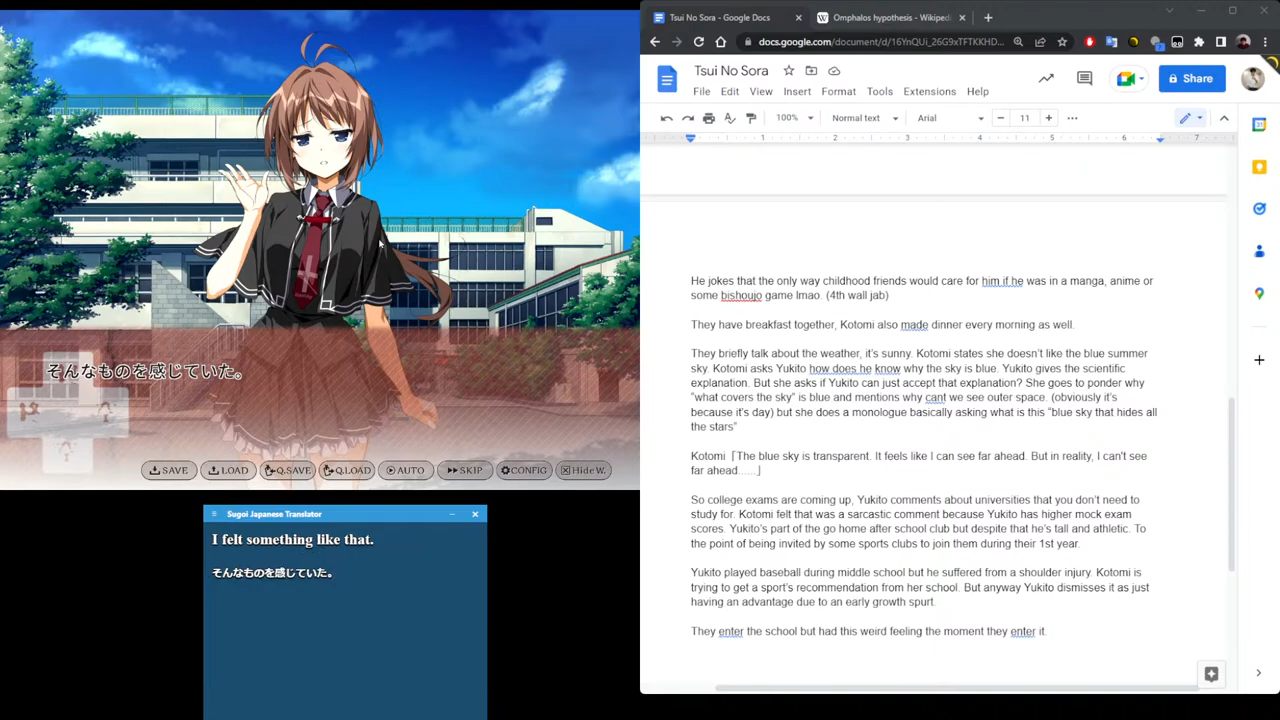 そんなものを感じていた。
SAVE
LOAD
Q.SAVE
Q.LOAD
AUTO
SKIP
CONFIG
Hide W.
Sugoi Japanese Translator
I felt something like that.
そんなものを感じていた。
Tsui No Sora - Google Docs
Omphalos hypothesis - Wikiped
docs.google.com/document/d/16YnQUi_26G9xTFTKKHD...
Tsui No Sora
File Edit View Insert Format Tools Extensions Help
Share
100% Normal text Arial 11
1 2 3 4 5 6 7
He jokes that the only way childhood friends would care for him if he was in a manga, anime or
some bishoujo game lmao. (4th wall jab)
They have breakfast together, Kotomi also made dinner every morning as well.
They briefly talk about the weather, it's sunny. Kotomi states she doesn't like the blue summer
sky. Kotomi asks Yukito how does he know why the sky is blue. Yukito gives the scientific
explanation. But she asks if Yukito can just accept that explanation? She goes to ponder why
"what covers the sky" is blue and mentions why cant we see outer space. (obviously it's
because it's day) but she does a monologue basically asking what is this "blue sky that hides all
the stars"
Kotomi「The blue sky is transparent. It feels like I can see far ahead. But in reality, I can't see
far ahead……」
So college exams are coming up, Yukito comments about universities that you don't need to
study for. Kotomi felt that was a sarcastic comment because Yukito has higher mock exam
scores. Yukito's part of the go home after school club but despite that he's tall and athletic. To
the point of being invited by some sports clubs to join them during their 1st year.
Yukito played baseball during middle school but he suffered from a shoulder injury. Kotomi is
trying to get a sport's recommendation from her school. But anyway Yukito dismisses it as just
having an advantage due to an early growth spurt.
They enter the school but had this weird feeling the moment they enter it.